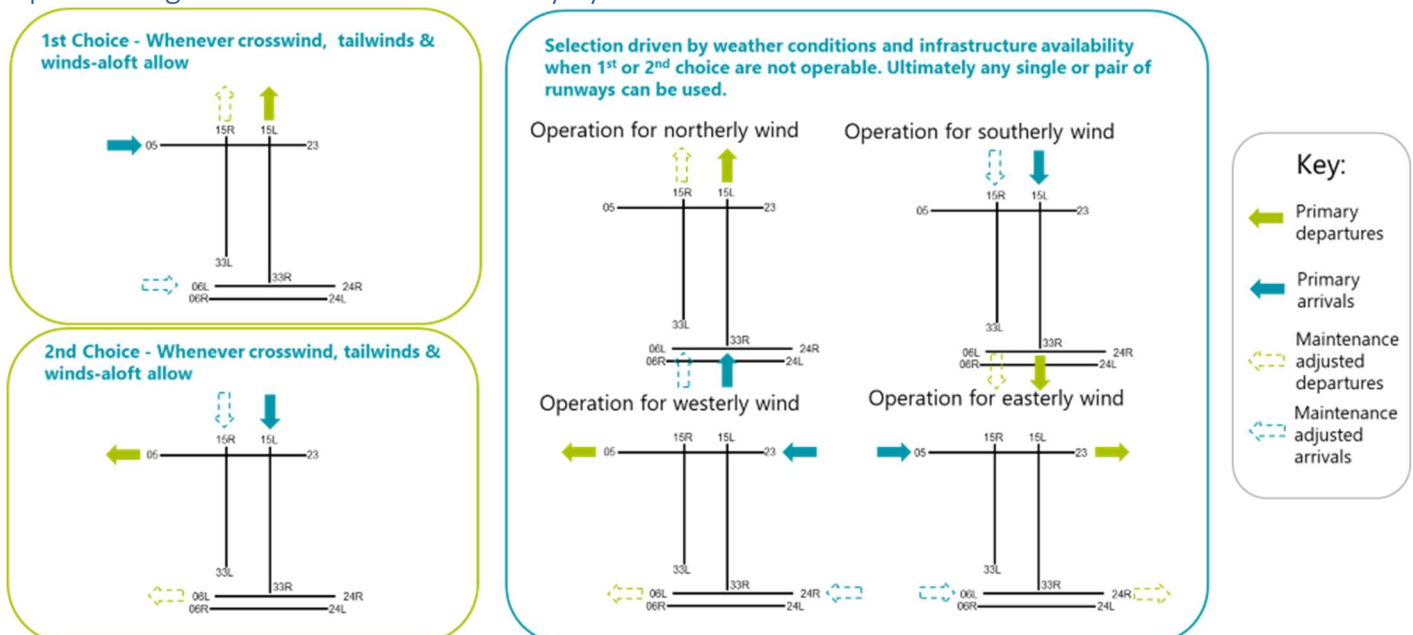 1st Choice - Whenever crosswind, tailwinds &
winds-aloft allow
15R 15L
05 23
33L
33R
06L 24R
06R 24L
2nd Choice - Whenever crosswind, tailwinds &
winds-aloft allow
15R 15L
05 23
33L
33R
06L 24R
06R 24L
Selection driven by weather conditions and infrastructure availability
when 1st or 2nd choice are not operable. Ultimately any single or pair of
runways can be used.
Operation for northerly wind
15R 15L
05 23
33L
33R
06L 24R
06R 24L
Operation for southerly wind
15R 15L
05 23
33L
33R
06L 24R
06R 24L
Operation for westerly wind
15R 15L
05 23
33L
33R
06L 24R
06R 24L
Operation for easterly wind
15R 15L
05 23
33L
33R
06L 24R
06R 24L
Key:
Primary
departures
Primary
arrivals
Maintenance
adjusted
departures
Maintenance
adjusted
arrivals